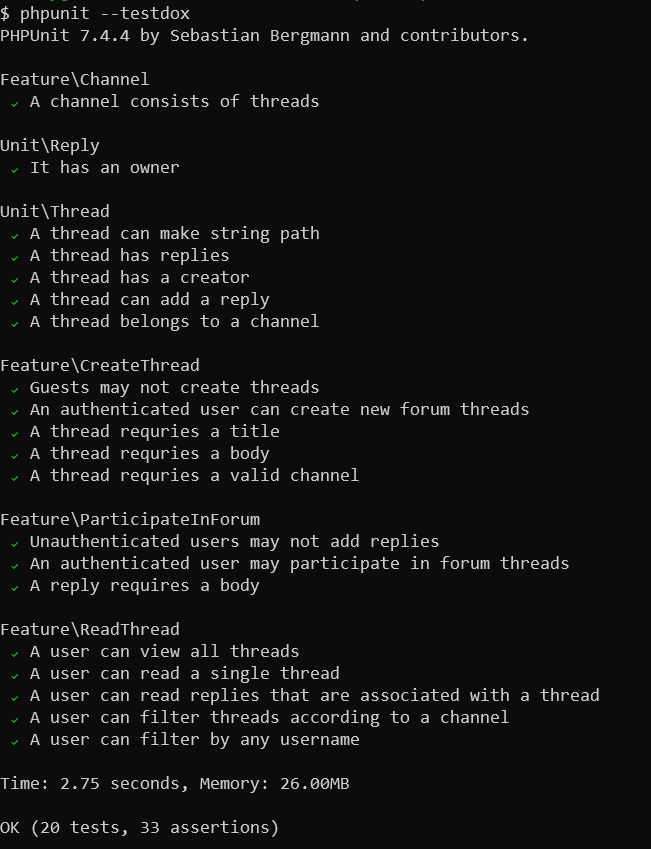 $ phpunit --testdox
PHPUnit 7.4.4 by Sebastian Bergmann and contributors.
Feature\Channel
✓ A channel consists of threads
Unit\Reply
✓ It has an owner
Unit\Thread
✓ A thread can make string path
✓ A thread has replies
✓ A thread has a creator
✓ A thread can add a reply
✓ A thread belongs to a channel
Feature\CreateThread
✓ Guests may not create threads
✓ An authenticated user can create new forum threads
✓ A thread requries a title
✓ A thread requries a body
✓ A thread requries a valid channel
Feature\ParticipateInForum
✓ Unauthenticated users may not add replies
✓ An authenticated user may participate in forum threads
✓ A reply requires a body
Feature\ReadThread
✓ A user can view all threads
✓ A user can read a single thread
✓ A user can read replies that are associated with a thread
✓ A user can filter threads according to a channel
✓ A user can filter by any username
Time: 2.75 seconds, Memory: 26.00MB
OK (20 tests, 33 assertions)